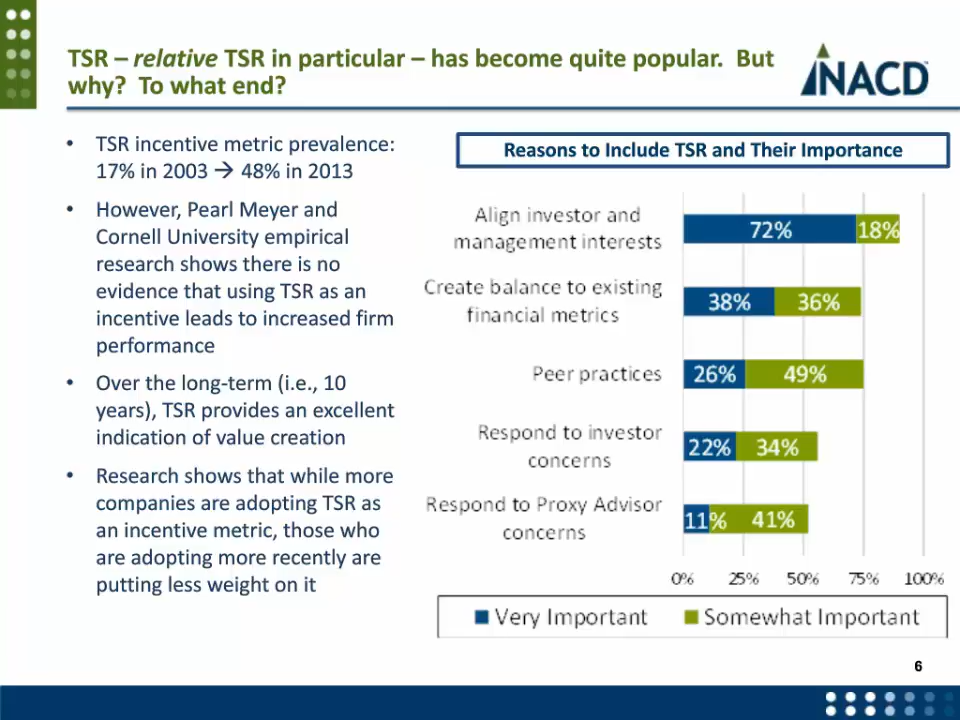 TSR – relative TSR in particular – has become quite popular.  But
why?  To what end?
NACD
• TSR incentive metric prevalence:
17% in 2003 → 48% in 2013
• However, Pearl Meyer and
Cornell University empirical
research shows there is no
evidence that using TSR as an
incentive leads to increased firm
performance
• Over the long-term (i.e., 10
years), TSR provides an excellent
indication of value creation
• Research shows that while more
companies are adopting TSR as
an incentive metric, those who
are adopting more recently are
putting less weight on it
Reasons to Include TSR and Their Importance
Align investor and
management interests
72% 18%
Create balance to existing
financial metrics
38% 36%
Peer practices
26% 49%
Respond to investor
concerns
22% 34%
Respond to Proxy Advisor
concerns
11% 41%
0% 25% 50% 75% 100%
Very Important Somewhat Important
6